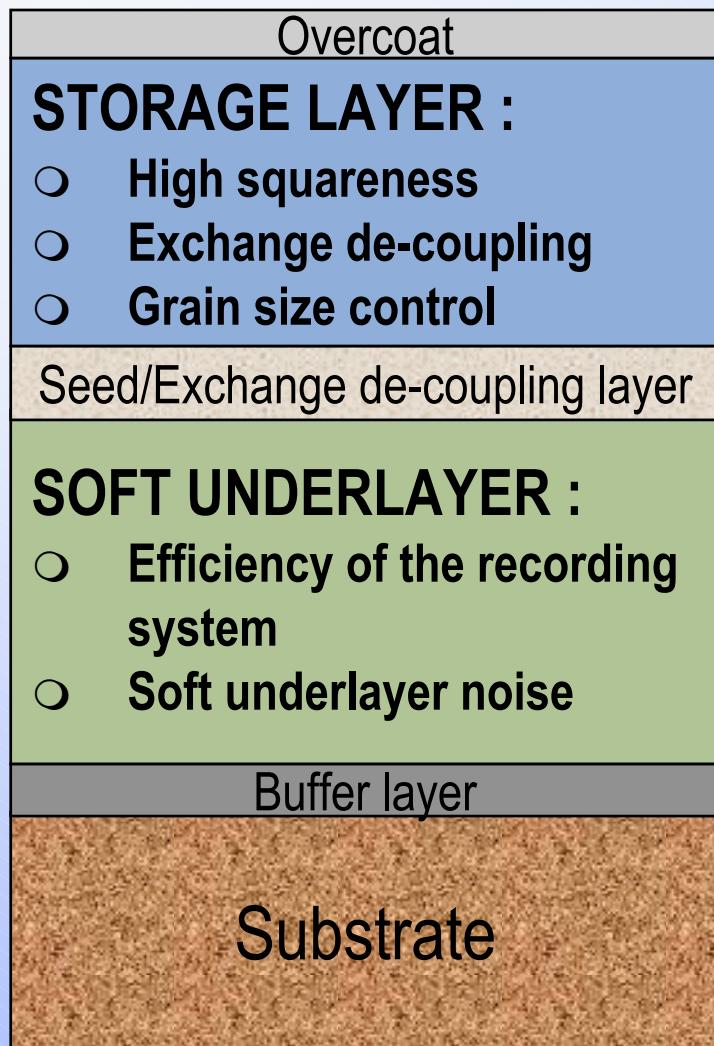 Overcoat
STORAGE LAYER :
❍ High squareness
❍ Exchange de-coupling
❍ Grain size control
Seed/Exchange de-coupling layer
SOFT UNDERLAYER :
❍ Efficiency of the recording
system
❍ Soft underlayer noise
Buffer layer
Substrate